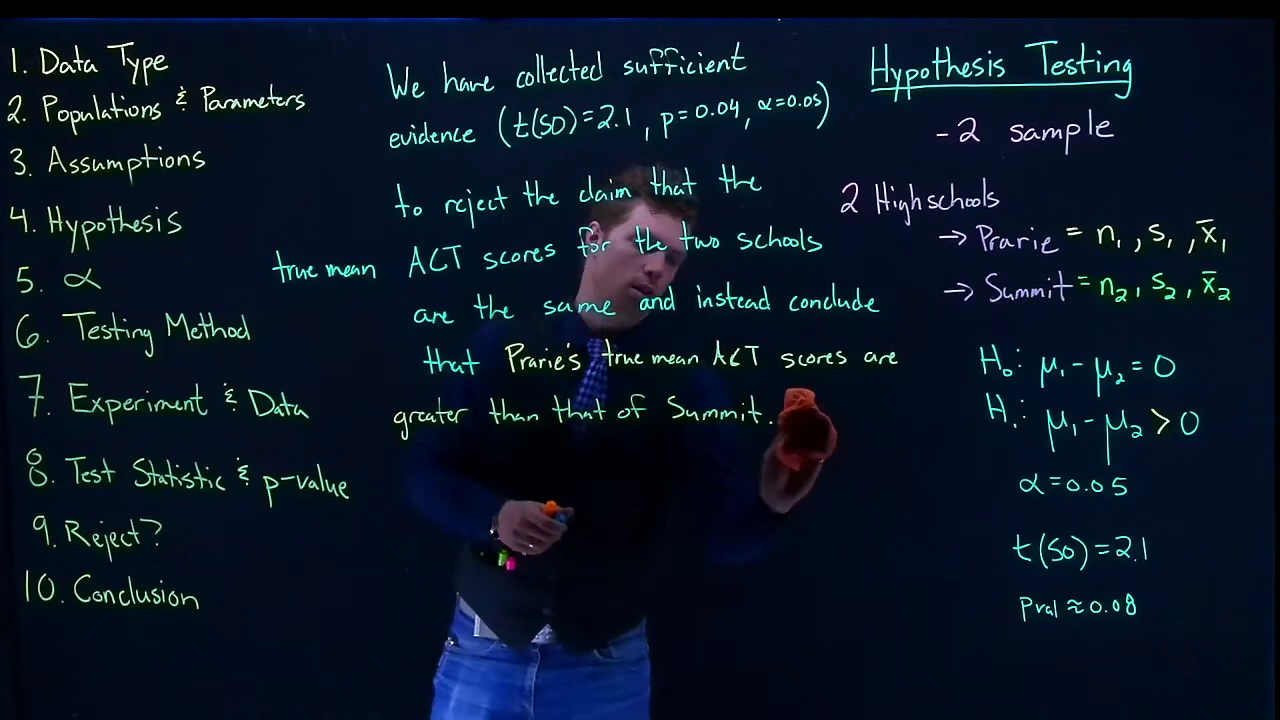 1. Data Type
2. Populations & Parameters
3. Assumptions
4. Hypothesis
5. α
6. Testing Method
7. Experiment & Data
8. Test Statistic & p-value
9. Reject?
10. Conclusion
We have collected sufficient
evidence (t(50)=2.1, p=0.04, α=0.05)
to reject the claim that the
true mean ACT scores for the two schools
are the same and instead conclude
that Prarie's true mean ACT scores are
greater than that of Summit.
Hypothesis Testing
- 2 sample
2 Highschools
→ Prarie = n₁, s₁, x̄₁
→ Summit = n₂, s₂, x̄₂
H₀: μ₁ - μ₂ = 0
H₁: μ₁ - μ₂ > 0
α=0.05
t(50)=2.1
Pval ≈ 0.08